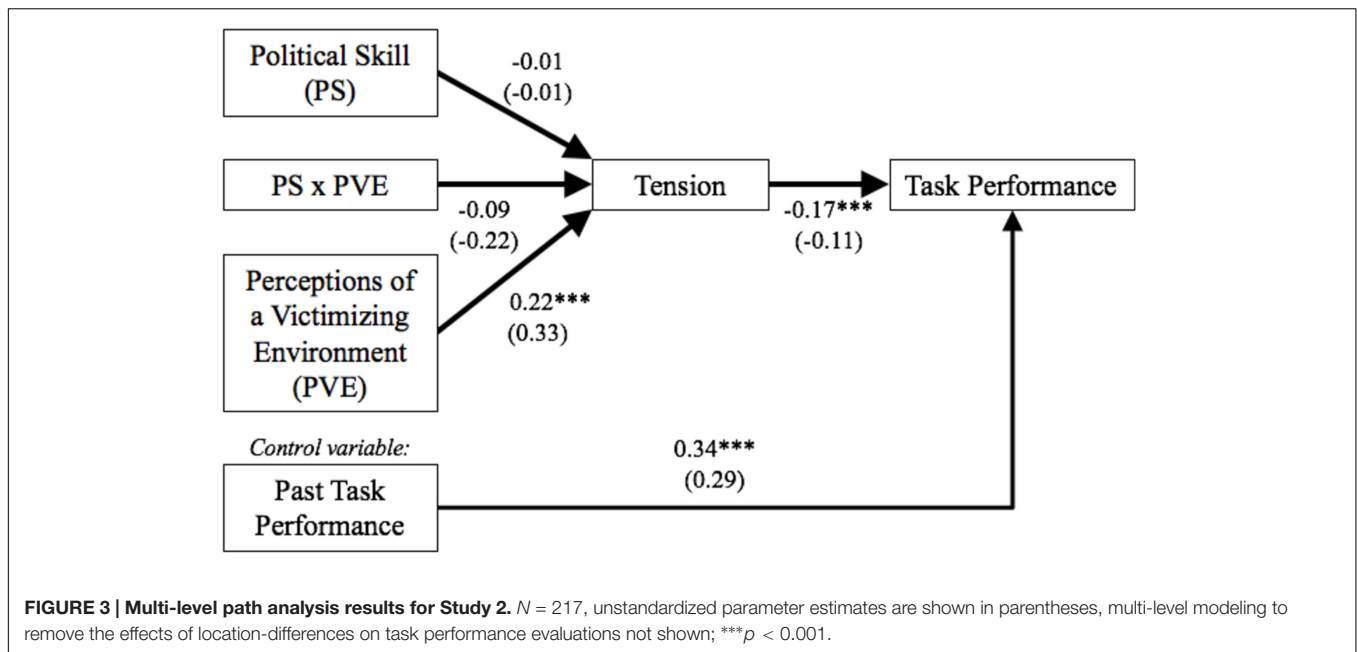 Political Skill
(PS)
-0.01
(-0.01)
PS x PVE
-0.09
(-0.22)
Tension
-0.17***
(-0.11)
Task Performance
Perceptions of
a Victimizing
Environment
(PVE)
0.22***
(0.33)
Control variable:
Past Task
Performance
0.34***
(0.29)
FIGURE 3 | Multi-level path analysis results for Study 2. N = 217, unstandardized parameter estimates are shown in parentheses, multi-level modeling to
remove the effects of location-differences on task performance evaluations not shown; ***p < 0.001.